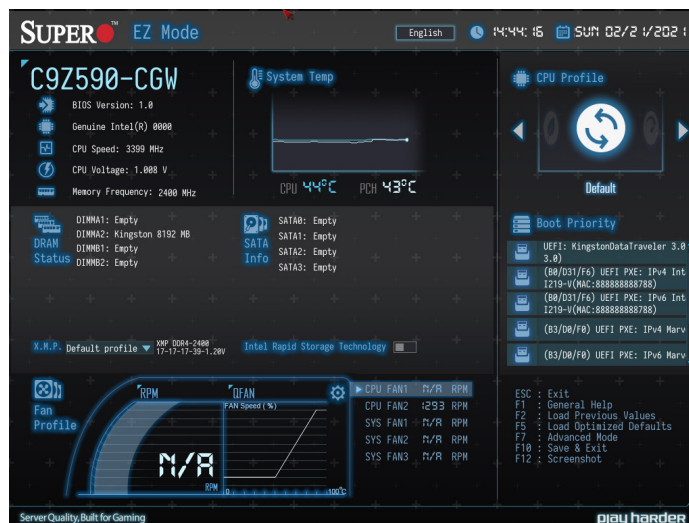 SUPER™ EZ Mode
English
14:44:16
SUN 02/21/2021
C9Z590-CGW
BIOS Version: 1.0
Genuine Intel(R) 0000
CPU Speed: 3399 MHz
CPU Voltage: 1.008 V
Memory Frequency: 2400 MHz
System Temp
CPU 44°C PCH 43°C
CPU Profile
Default
DRAM Status
DIMMA1: Empty
DIMMA2: Kingston 8192 MB
DIMMB1: Empty
DIMMB2: Empty
SATA Info
SATA0: Empty
SATA1: Empty
SATA2: Empty
SATA3: Empty
X.M.P. Default profile
XMP DDR4-2400
17-17-17-39-1.20V
Intel Rapid Storage Technology
Boot Priority
UEFI: KingstonDataTraveler 3.0
3.0)
(B0/D31/F6) UEFI PXE: IPv4 Int
I219-V(MAC:888888888788)
(B0/D31/F6) UEFI PXE: IPv6 Int
I219-V(MAC:888888888788)
(B3/D0/F0) UEFI PXE: IPv4 Marv
(B3/D0/F0) UEFI PXE: IPv6 Marv
Fan Profile
RPM
N/A
RPM
QFAN
FAN Speed ( % )
0
100°C
CPU FAN1 N/A RPM
CPU FAN2 1293 RPM
SYS FAN1 N/A RPM
SYS FAN2 N/A RPM
SYS FAN3 N/A RPM
ESC : Exit
F1 : General Help
F2 : Load Previous Values
F5 : Load Optimized Defaults
F7 : Advanced Mode
F10 : Save & Exit
F12 : Screenshot
Server Quality, Built for Gaming
play harder